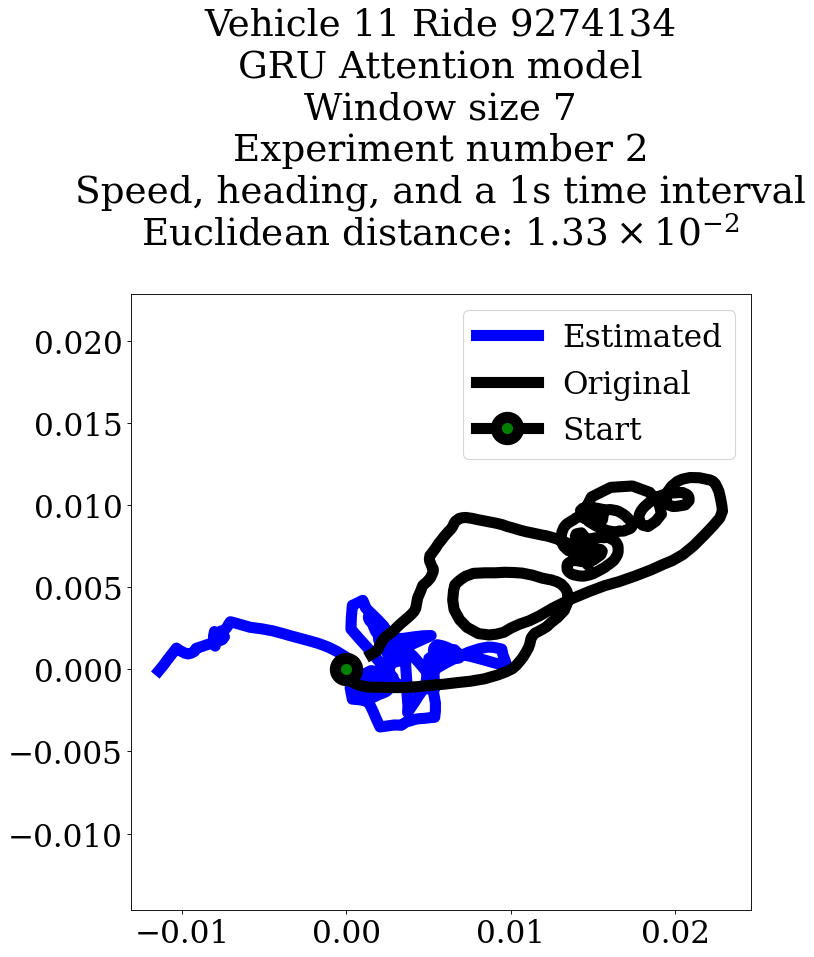 Vehicle 11 Ride 9274134
GRU Attention model
Window size 7
Experiment number 2
Speed, heading, and a 1s time interval
Euclidean distance: 1.33 × 10⁻²
Estimated
Original
Start
0.020
0.015
0.010
0.005
0.000
−0.005
−0.010
−0.01 0.00 0.01 0.02